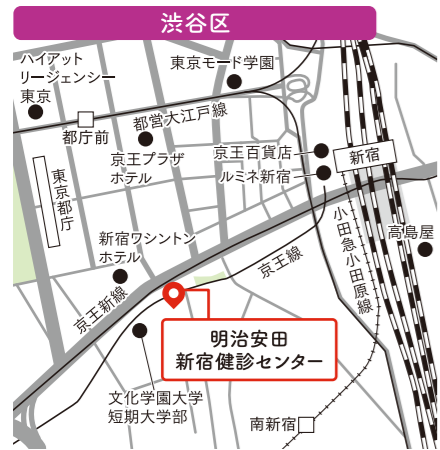 渋谷区
ハイアット
リージェンシー
東京
東京モード学園
都庁前
都営大江戸線
京王プラザ
ホテル
京王百貨店
ルミネ新宿
新宿
東京都庁
新宿ワシントン
ホテル
京王新線
京王線
小田急小田原線
高島屋
明治安田
新宿健診センター
文化学園大学
短期大学部
南新宿